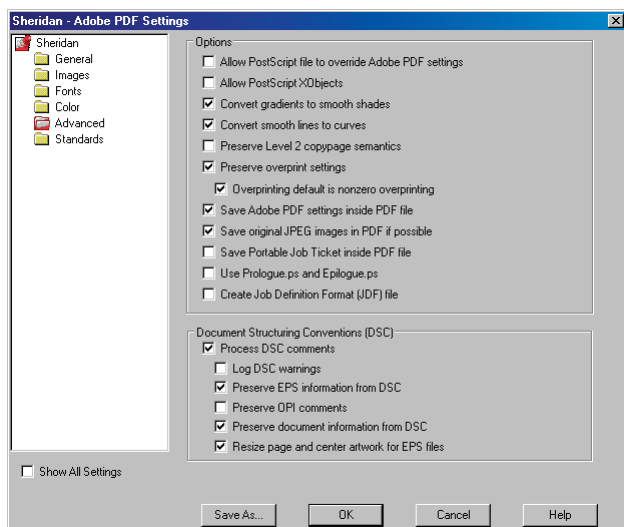 Sheridan - Adobe PDF Settings
Sheridan
General
Images
Fonts
Color
Advanced
Standards
Show All Settings
Options
Allow PostScript file to override Adobe PDF settings
Allow PostScript XObjects
Convert gradients to smooth shades
Convert smooth lines to curves
Preserve Level 2 copypage semantics
Preserve overprint settings
Overprinting default is nonzero overprinting
Save Adobe PDF settings inside PDF file
Save original JPEG images in PDF if possible
Save Portable Job Ticket inside PDF file
Use Prologue.ps and Epilogue.ps
Create Job Definition Format (JDF) file
Document Structuring Conventions (DSC)
Process DSC comments
Log DSC warnings
Preserve EPS information from DSC
Preserve OPI comments
Preserve document information from DSC
Resize page and center artwork for EPS files
Save As... OK Cancel Help